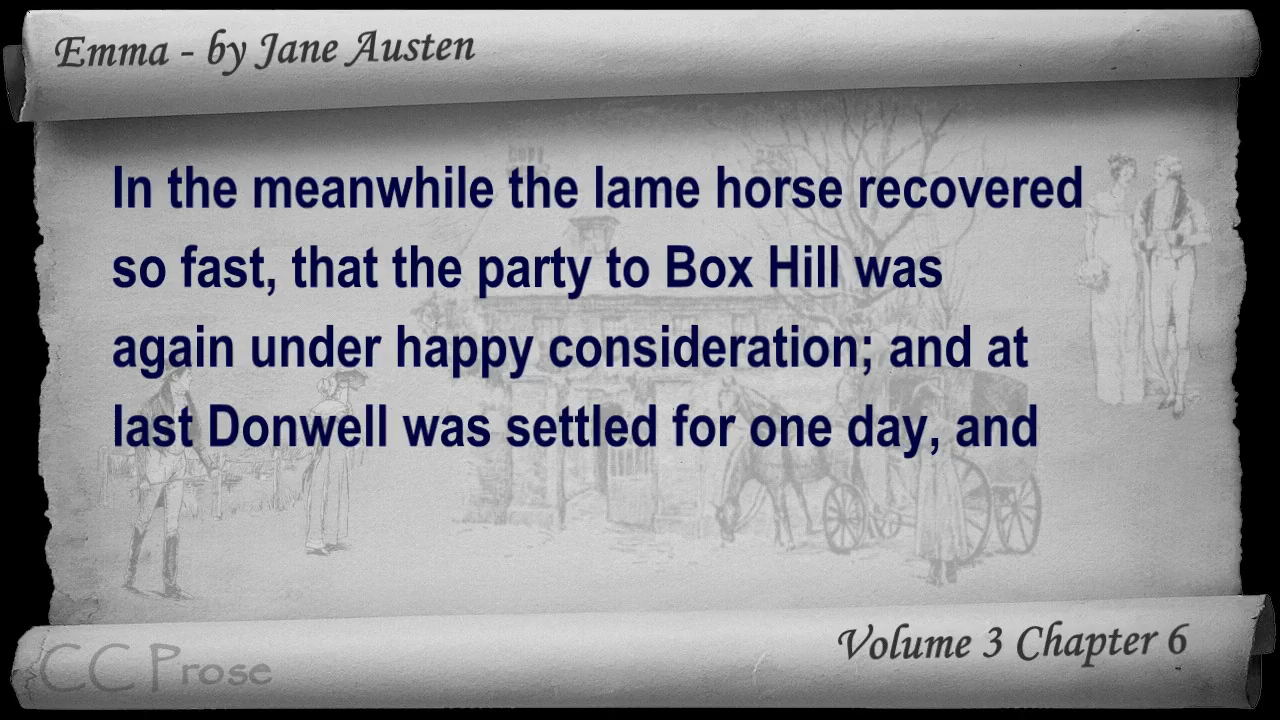 Emma - by Jane Austen
In the meanwhile the lame horse recovered
so fast, that the party to Box Hill was
again under happy consideration; and at
last Donwell was settled for one day, and
Volume 3 Chapter 6
CC Prose